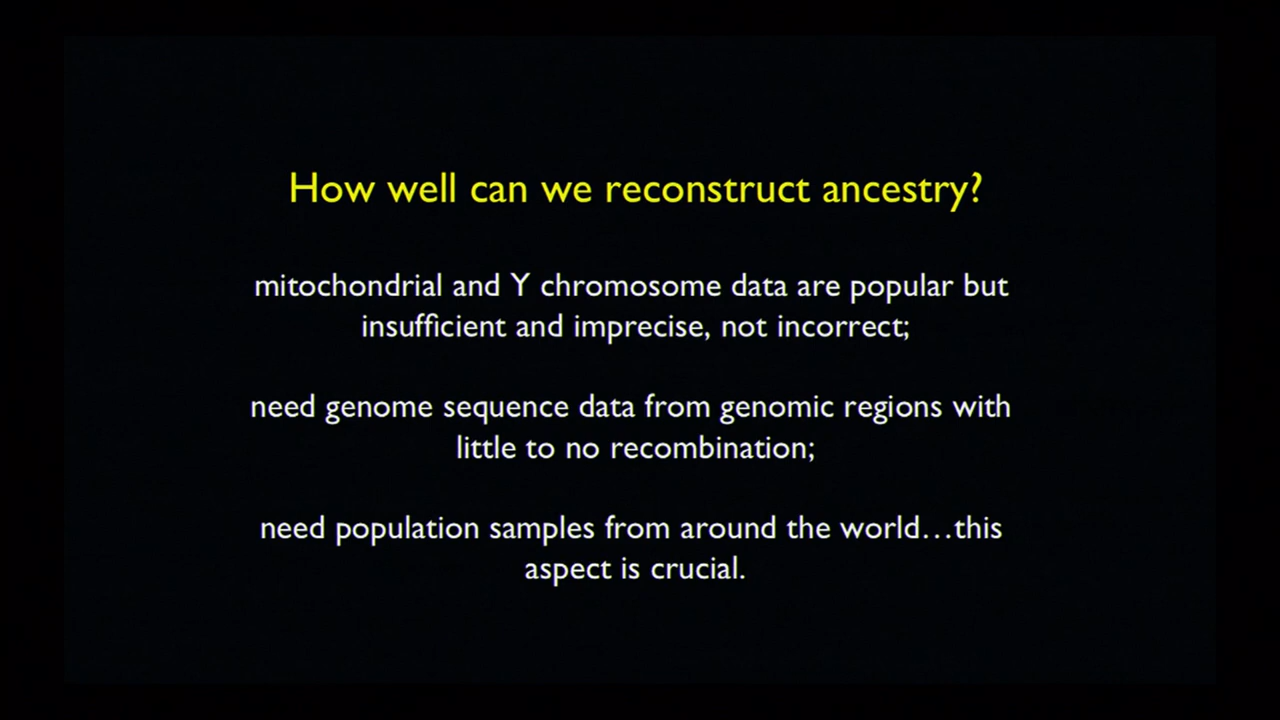 How well can we reconstruct ancestry?
mitochondrial and Y chromosome data are popular but
insufficient and imprecise, not incorrect;
need genome sequence data from genomic regions with
little to no recombination;
need population samples from around the world…this
aspect is crucial.